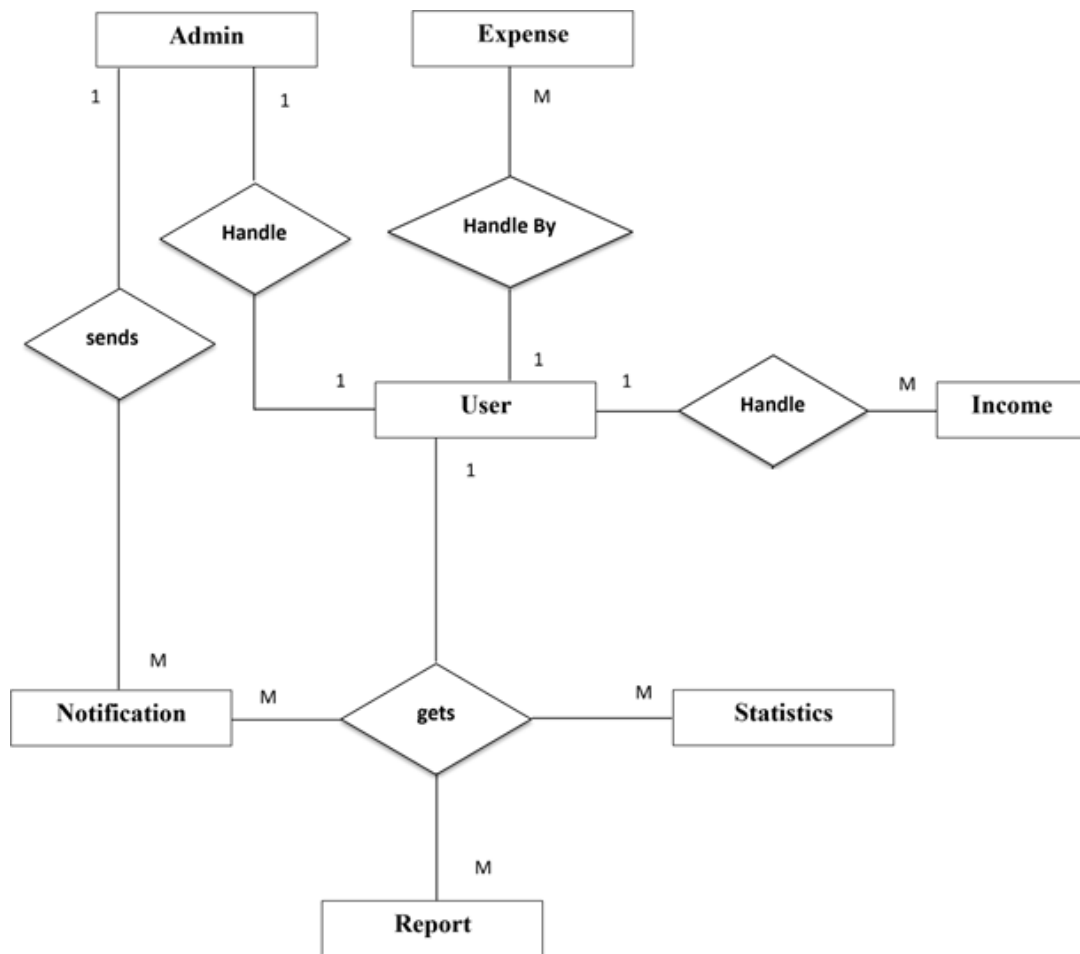 Admin
Expense
1
1
M
Handle
Handle By
sends
1
1
1
M
User
Handle
Income
1
M
M
M
Notification
gets
Statistics
M
Report